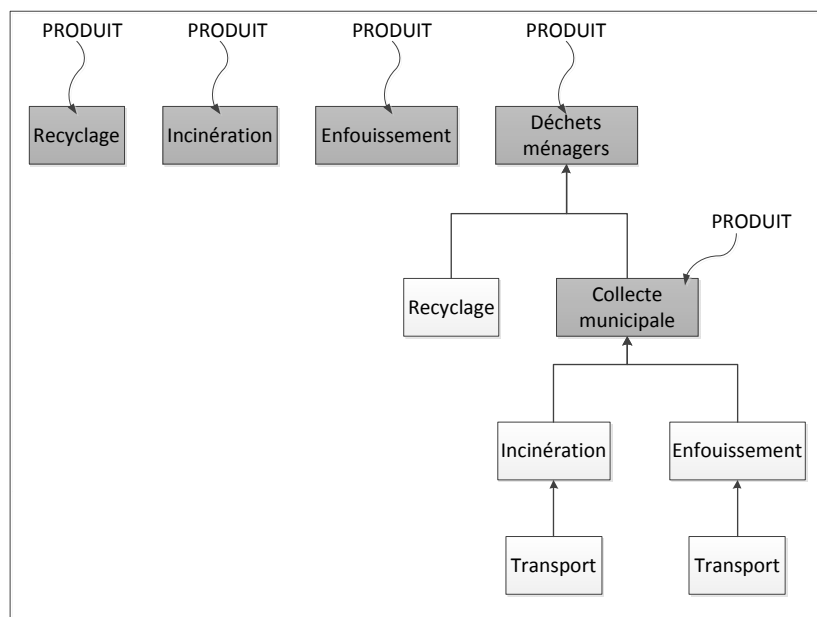 PRODUIT
PRODUIT
PRODUIT
PRODUIT
Recyclage
Incinération
Enfouissement
Déchets
ménagers
PRODUIT
Recyclage
Collecte
municipale
Incinération
Enfouissement
Transport
Transport